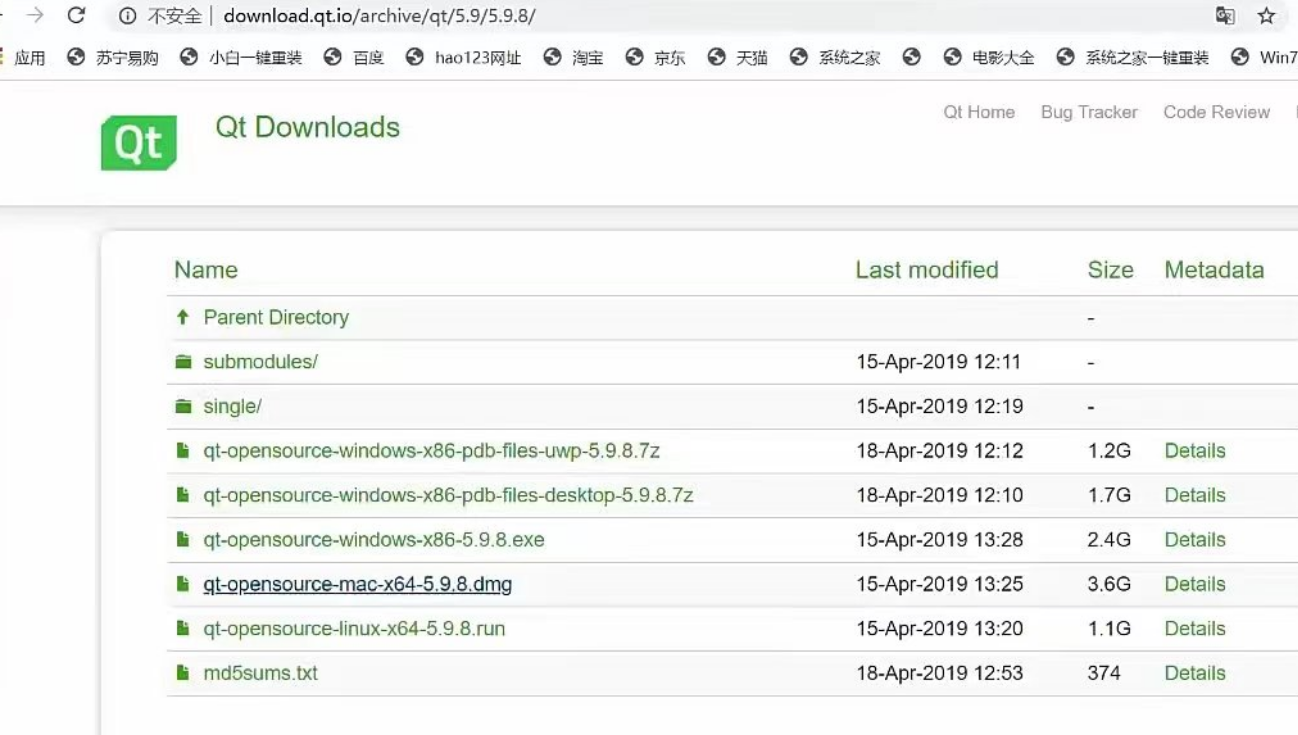 不安全 | download.qt.io/archive/qt/5.9/5.9.8/
应用 苏宁易购 小白一键重装 百度 hao123网址 淘宝 京东 天猫 系统之家 电影大全 系统之家一键重装 Win7
Qt Qt Downloads Qt Home Bug Tracker Code Review
Name Last modified Size Metadata
Parent Directory -
submodules/ 15-Apr-2019 12:11 -
single/ 15-Apr-2019 12:19 -
qt-opensource-windows-x86-pdb-files-uwp-5.9.8.7z 18-Apr-2019 12:12 1.2G Details
qt-opensource-windows-x86-pdb-files-desktop-5.9.8.7z 18-Apr-2019 12:10 1.7G Details
qt-opensource-windows-x86-5.9.8.exe 15-Apr-2019 13:28 2.4G Details
qt-opensource-mac-x64-5.9.8.dmg 15-Apr-2019 13:25 3.6G Details
qt-opensource-linux-x64-5.9.8.run 15-Apr-2019 13:20 1.1G Details
md5sums.txt 18-Apr-2019 12:53 374 Details